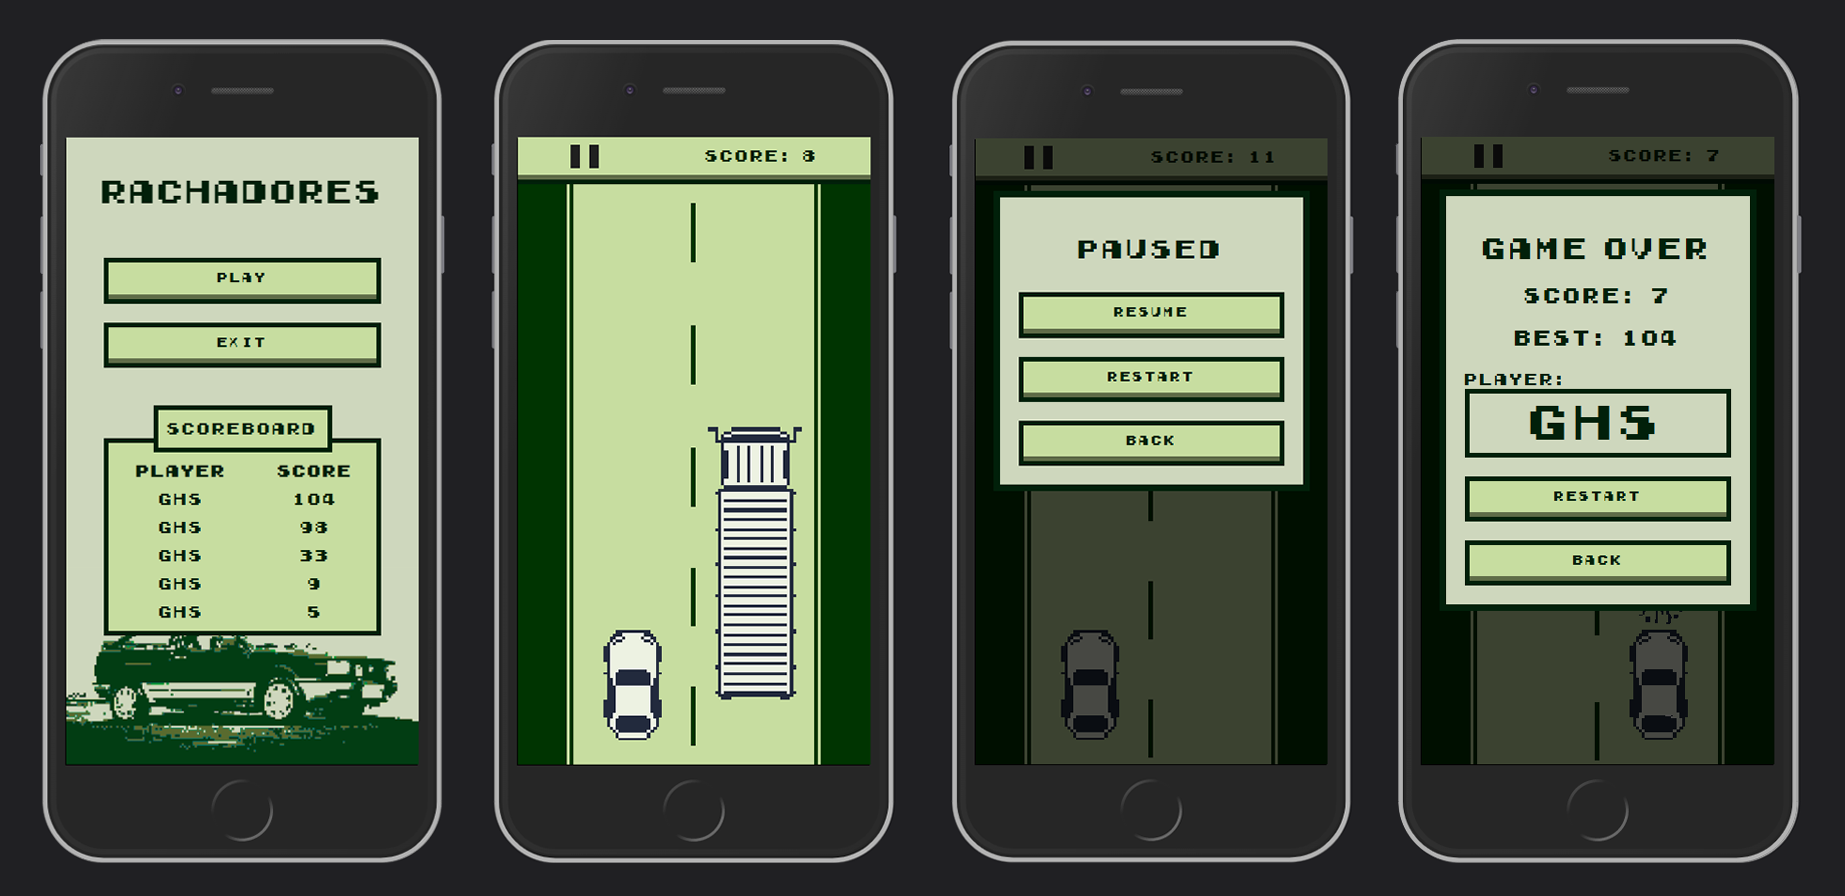 RACHADORES
PLAY
EXIT
SCOREBOARD
PLAYER SCORE
GHS 104
GHS 98
GHS 33
GHS 9
GHS 5
SCORE: 8
SCORE: 11
PAUSED
RESUME
RESTART
BACK
SCORE: 7
GAME OVER
SCORE: 7
BEST: 104
PLAYER:
GHS
RESTART
BACK